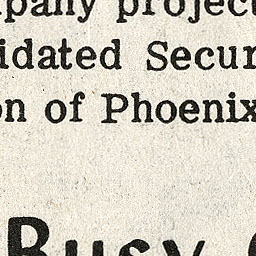 pany project
idated Secur
on of Phoenix
Busy